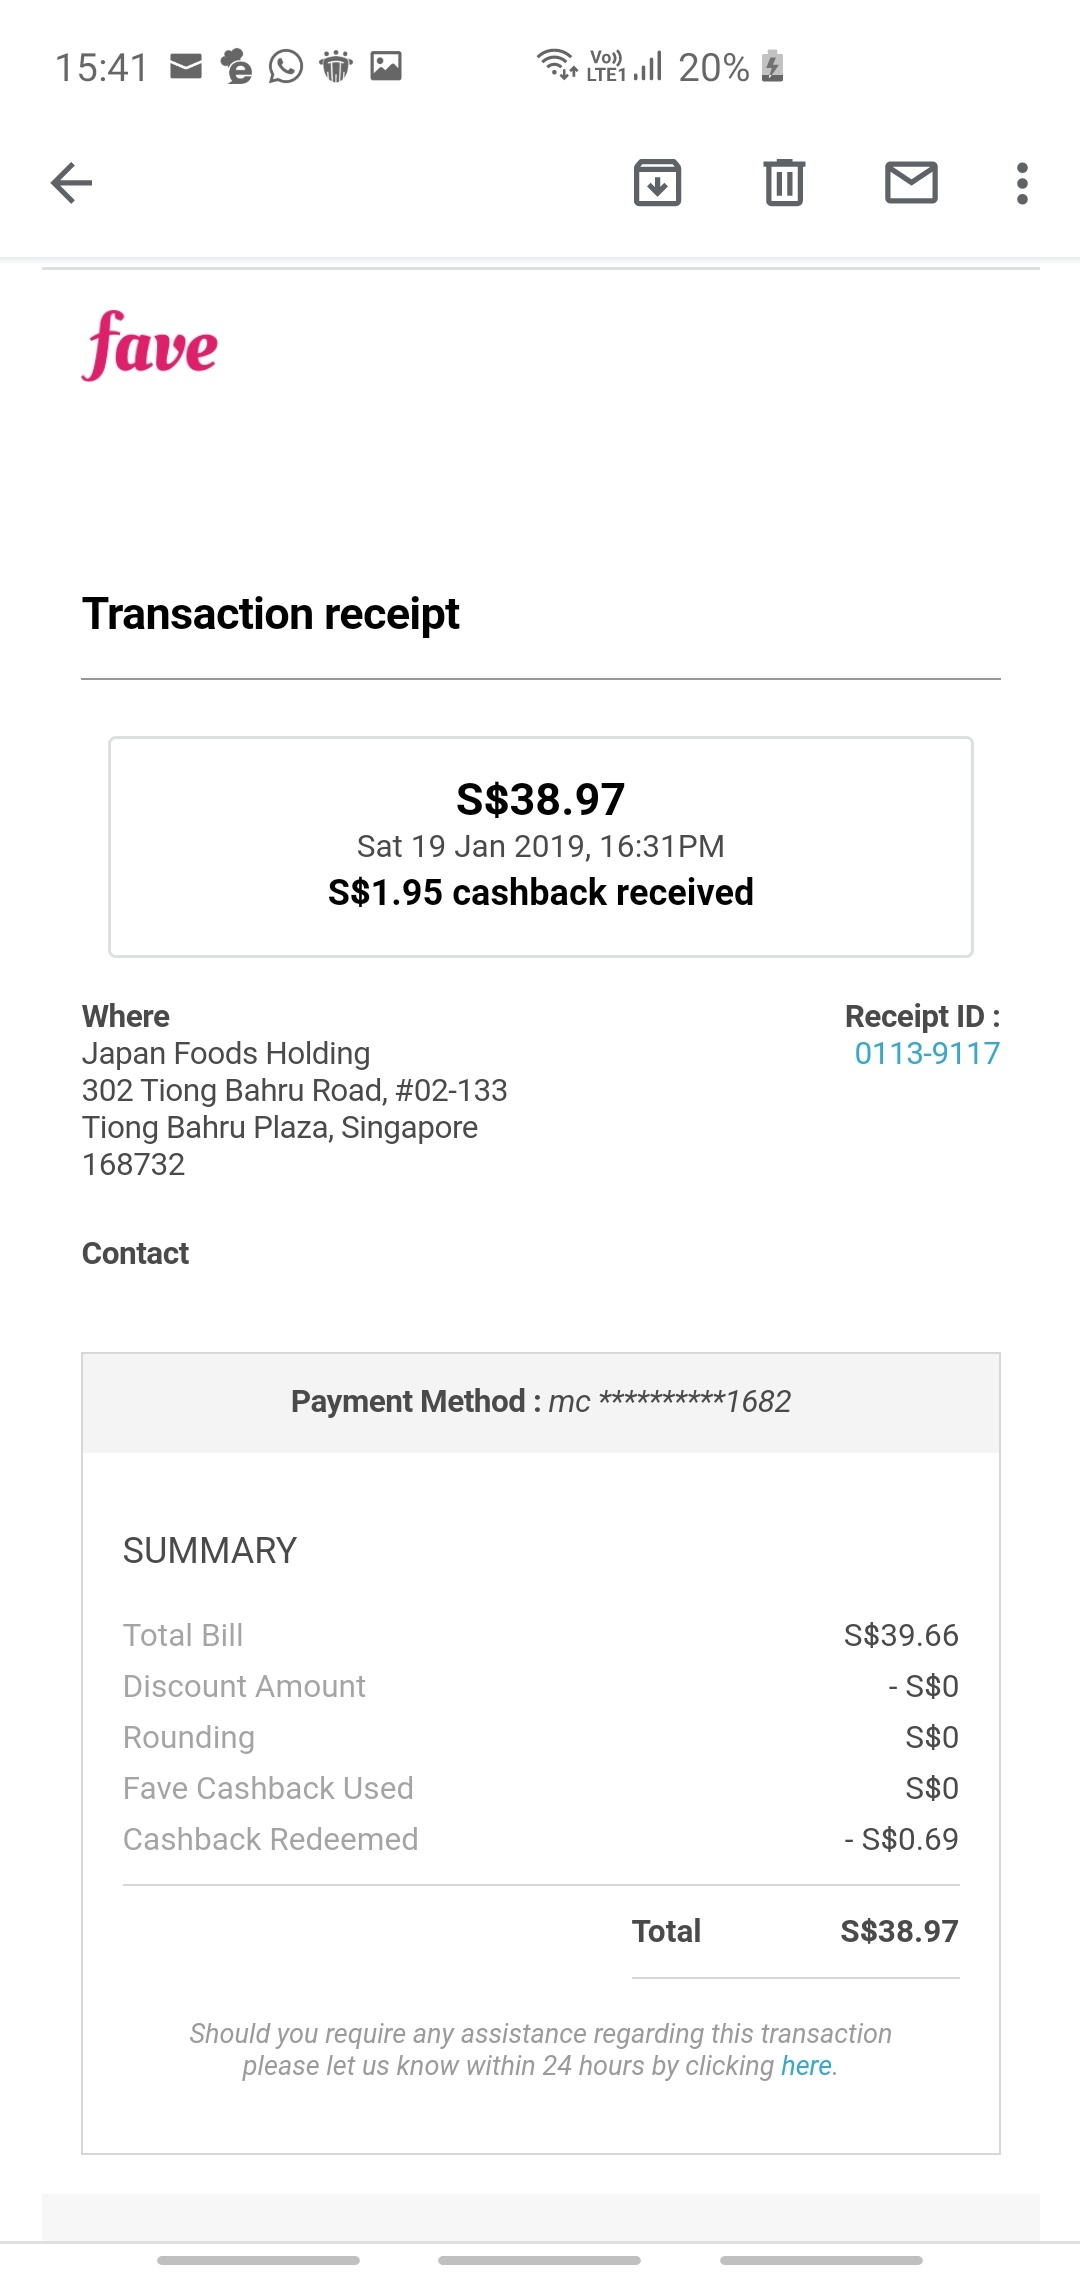 15:41 Vo)) LTE1 20%
fave
Transaction receipt
S$38.97
Sat 19 Jan 2019, 16:31PM
S$1.95 cashback received
Where
Japan Foods Holding
302 Tiong Bahru Road, #02-133
Tiong Bahru Plaza, Singapore
168732
Receipt ID :
0113-9117
Contact
Payment Method : mc **********1682
SUMMARY
Total Bill S$39.66
Discount Amount - S$0
Rounding S$0
Fave Cashback Used S$0
Cashback Redeemed - S$0.69
Total S$38.97
Should you require any assistance regarding this transaction
please let us know within 24 hours by clicking here.